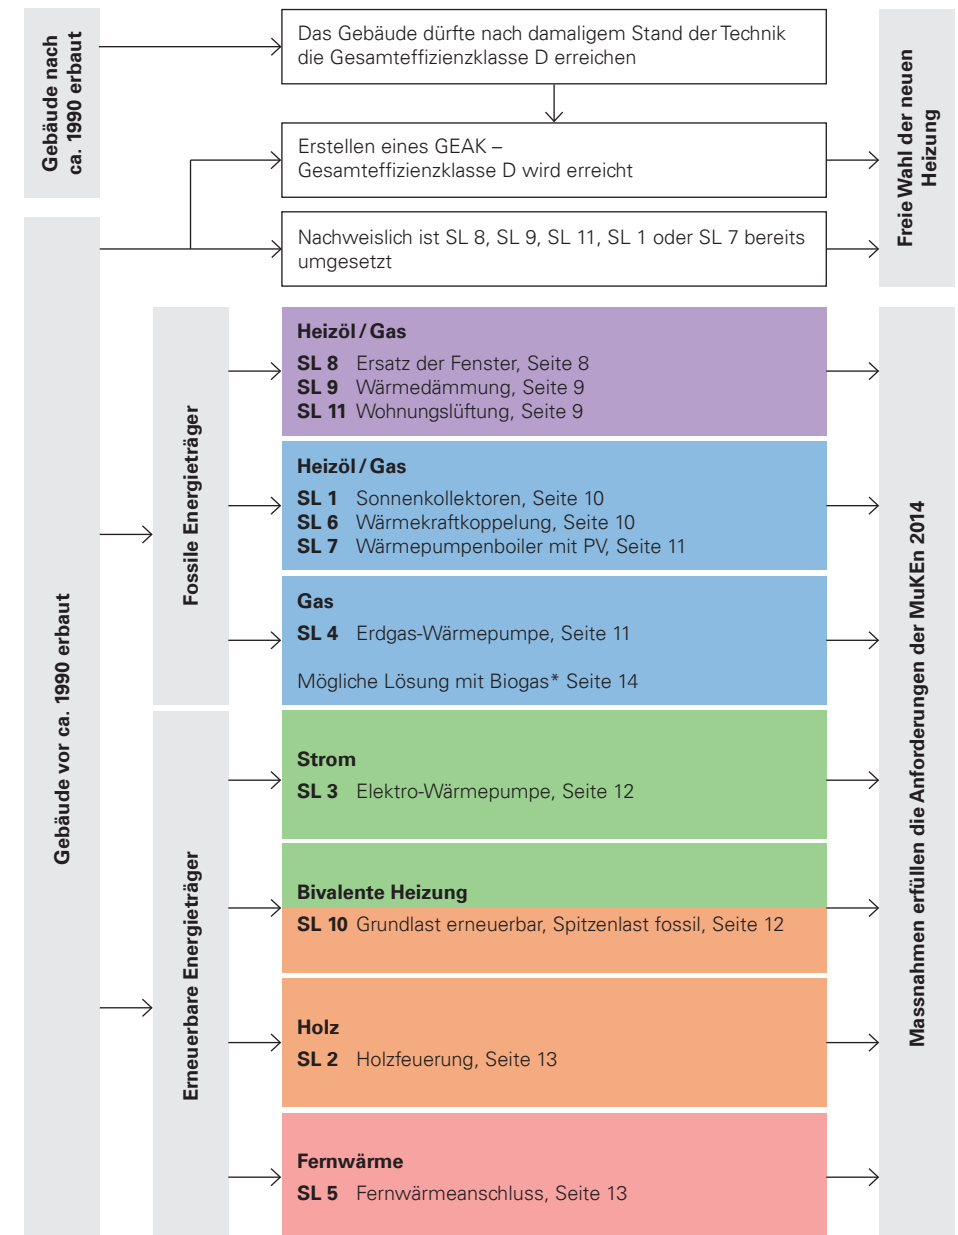 Gebäude nach
ca. 1990 erbaut
Das Gebäude dürfte nach damaligem Stand der Technik
die Gesamteffizienzklasse D erreichen
Erstellen eines GEAK –
Gesamteffizienzklasse D wird erreicht
Nachweislich ist SL 8, SL 9, SL 11, SL 1 oder SL 7 bereits
umgesetzt
Freie Wahl der neuen
Heizung
Gebäude vor ca. 1990 erbaut
Fossile Energieträger
Heizöl / Gas
SL 8 Ersatz der Fenster, Seite 8
SL 9 Wärmedämmung, Seite 9
SL 11 Wohnungslüftung, Seite 9
Heizöl / Gas
SL 1 Sonnenkollektoren, Seite 10
SL 6 Wärmekraftkoppelung, Seite 10
SL 7 Wärmepumpenboiler mit PV, Seite 11
Gas
SL 4 Erdgas-Wärmepumpe, Seite 11
Mögliche Lösung mit Biogas* Seite 14
Erneuerbare Energieträger
Strom
SL 3 Elektro-Wärmepumpe, Seite 12
Bivalente Heizung
SL 10 Grundlast erneuerbar, Spitzenlast fossil, Seite 12
Holz
SL 2 Holzfeuerung, Seite 13
Fernwärme
SL 5 Fernwärmeanschluss, Seite 13
Massnahmen erfüllen die Anforderungen der MuKEn 2014